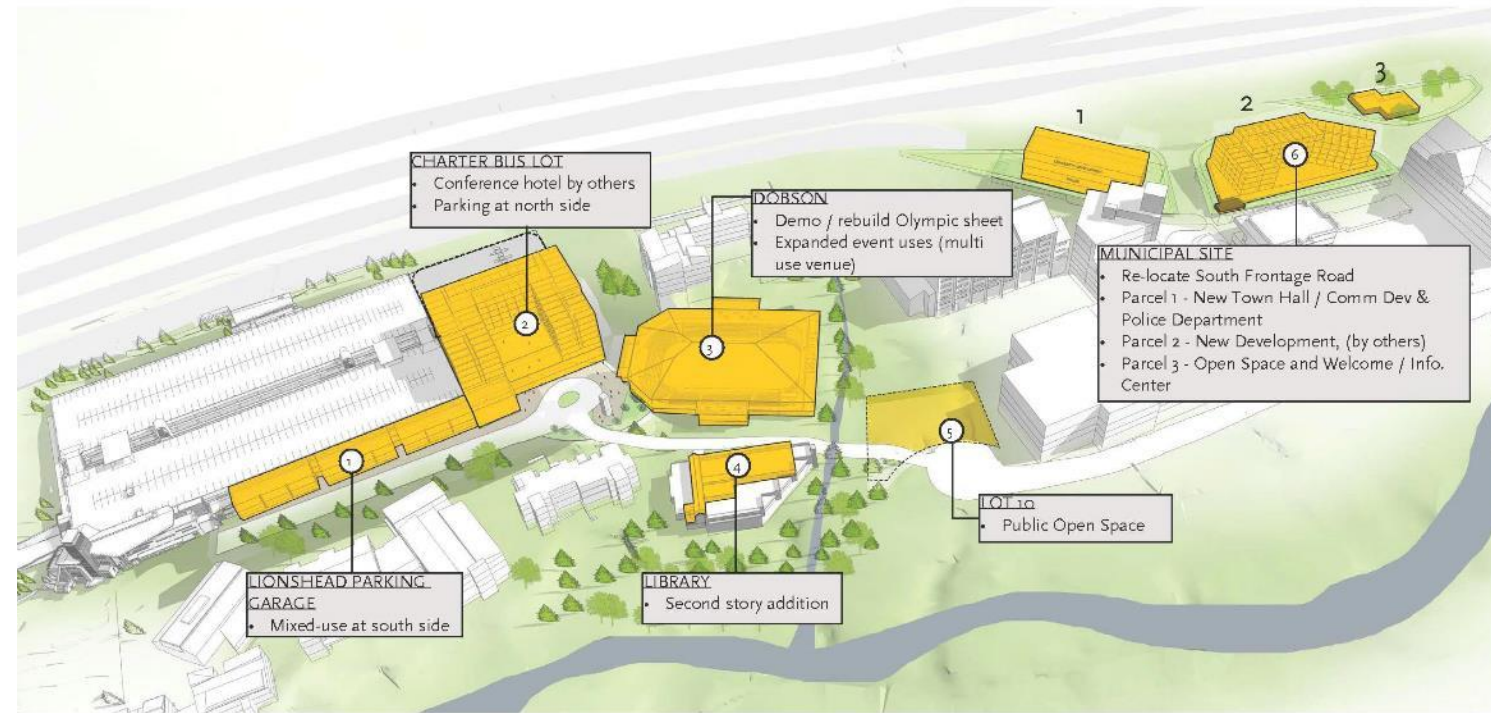 CHARTER BUS LOT
• Conference hotel by others
• Parking at north side
DOBSON
• Demo / rebuild Olympic sheet
• Expanded event uses (multi
use venue)
1
2
3
MUNICIPAL SITE
• Re-locate South Frontage Road
• Parcel 1 - New Town Hall / Comm Dev &
Police Department
• Parcel 2 - New Development, (by others)
• Parcel 3 - Open Space and Welcome / Info.
Center
6
2
3
1
4
5
LOT 10
• Public Open Space
LIONSHEAD PARKING
GARAGE
• Mixed-use at south side
LIBRARY
• Second story addition